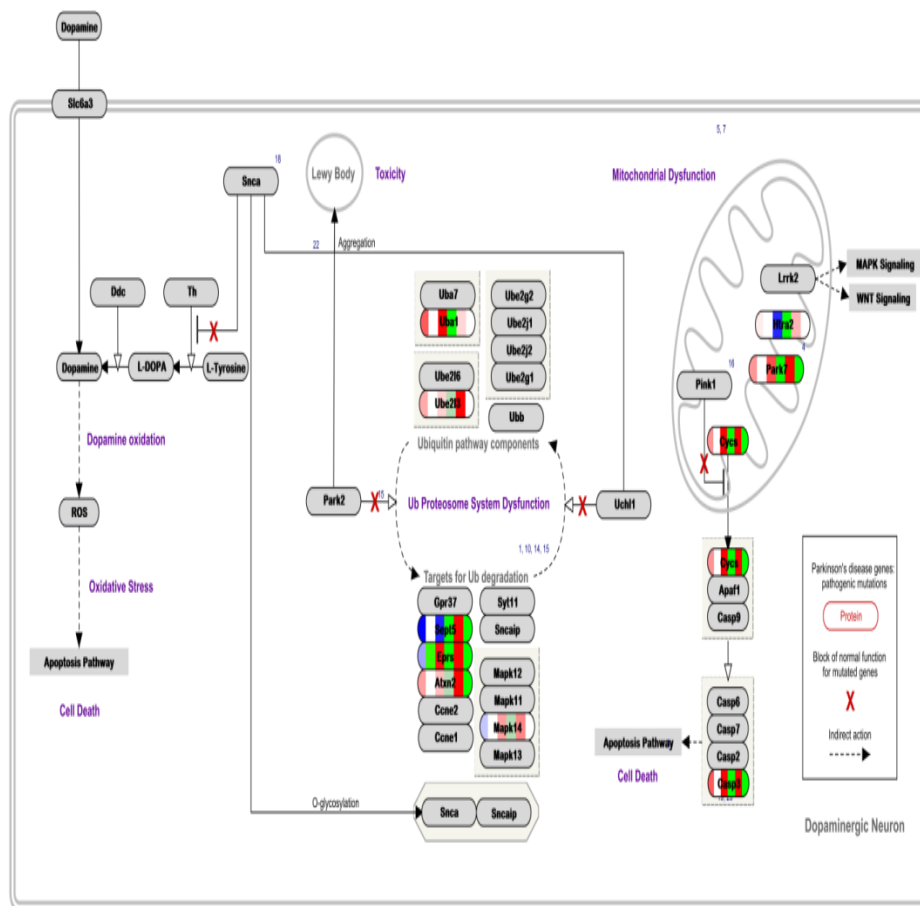 Dopamine
Slc6a3
5, 7
18
Snca
Lewy Body
Toxicity
Mitochondrial Dysfunction
22
Aggregation
Lrrk2
MAPK Signaling
WNT Signaling
Ddc
Th
Uba7
Uba1
Ube2g2
Ube2j1
Ube2j2
Ube2g1
Htra2
4
Park7
16
Pink1
Dopamine
L-DOPA
L-Tyrosine
Ube2l6
Ube2l3
Ubb
Cycs
Dopamine oxidation
Ubiquitin pathway components
ROS
Park2
15
Ub Proteosome System Dysfunction
Uchl1
1, 10, 14, 15
Oxidative Stress
Targets for Ub degradation
Cycs
Apaf1
Casp9
Gpr37
Sept5
Eprs
Atxn2
Ccne2
Ccne1
Syt11
Sncaip
Mapk12
Mapk11
Mapk14
Mapk13
Apoptosis Pathway
Cell Death
Casp6
Casp7
Casp2
Casp3
Apoptosis Pathway
Cell Death
O-glycosylation
Snca
Sncaip
Parkinson's disease genes:
pathogenic mutations
Protein
Block of normal function
for mutated genes
X
Indirect action
Dopaminergic Neuron